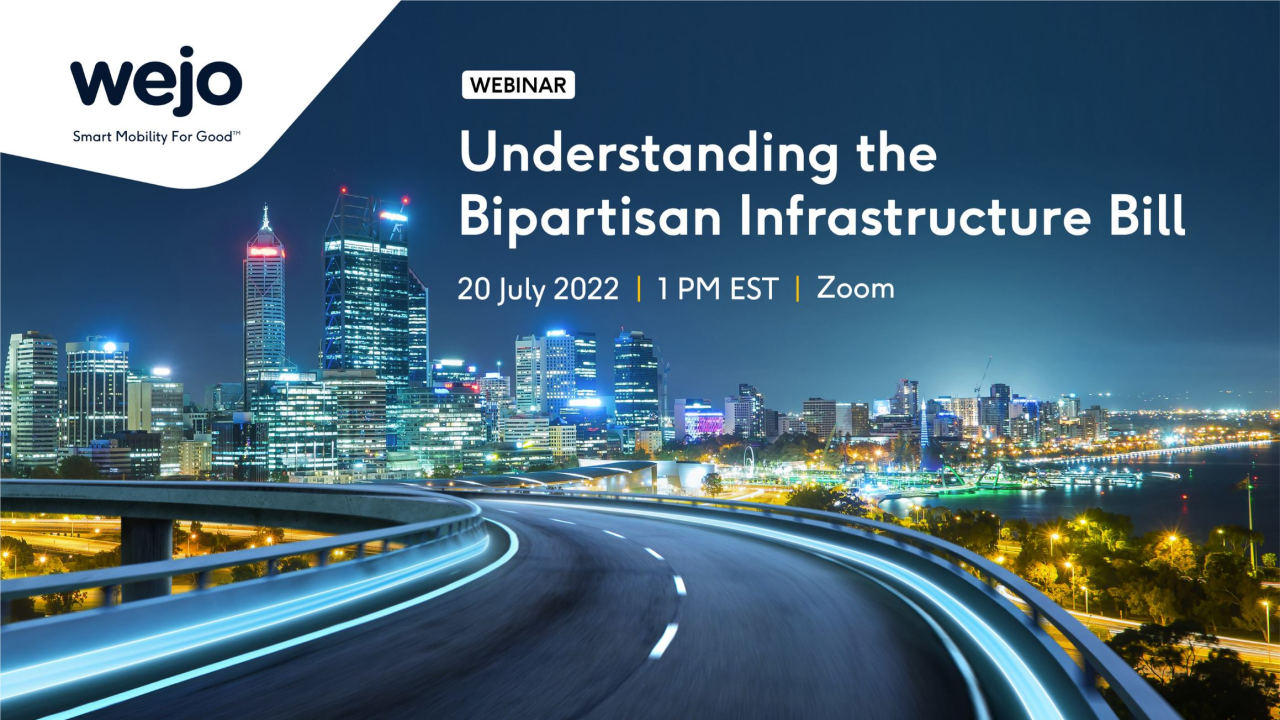 wejo
Smart Mobility For Good™
WEBINAR
Understanding the
Bipartisan Infrastructure Bill
20 July 2022 | 1 PM EST | Zoom